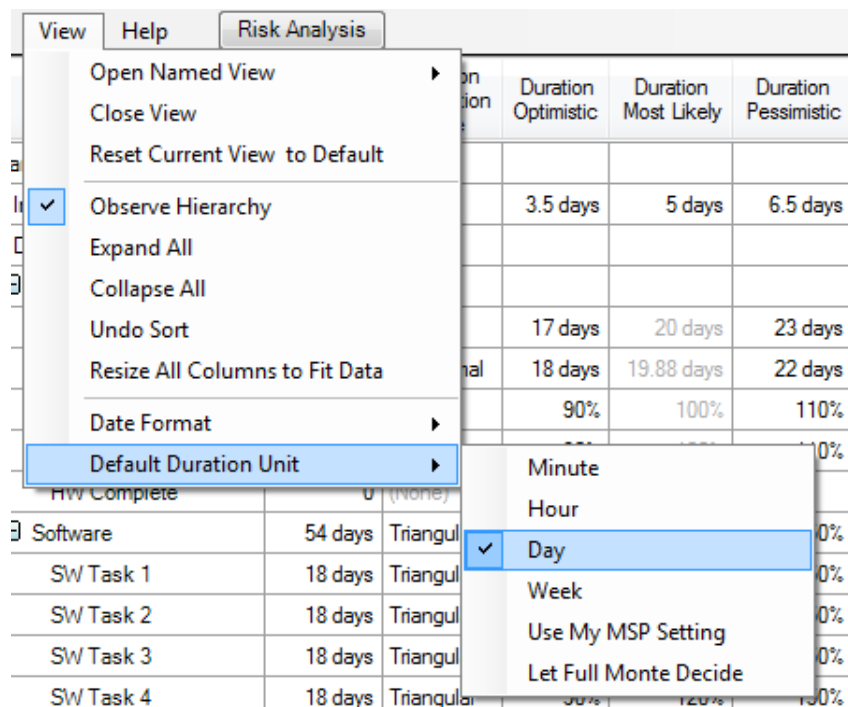 View Help Risk Analysis
Open Named View
Close View
Reset Current View to Default
Observe Hierarchy
Expand All
Collapse All
Undo Sort
Resize All Columns to Fit Data
Date Format
Default Duration Unit
Minute
Hour
Day
Week
Use My MSP Setting
Let Full Monte Decide
Duration Optimistic
Duration Most Likely
Duration Pessimistic
3.5 days 5 days 6.5 days
17 days 20 days 23 days
18 days 19.88 days 22 days
90% 100% 110%
HW Complete 0 (None)
Software 54 days Triangul
SW Task 1 18 days Triangul
SW Task 2 18 days Triangul
SW Task 3 18 days Triangul
SW Task 4 18 days Triangular